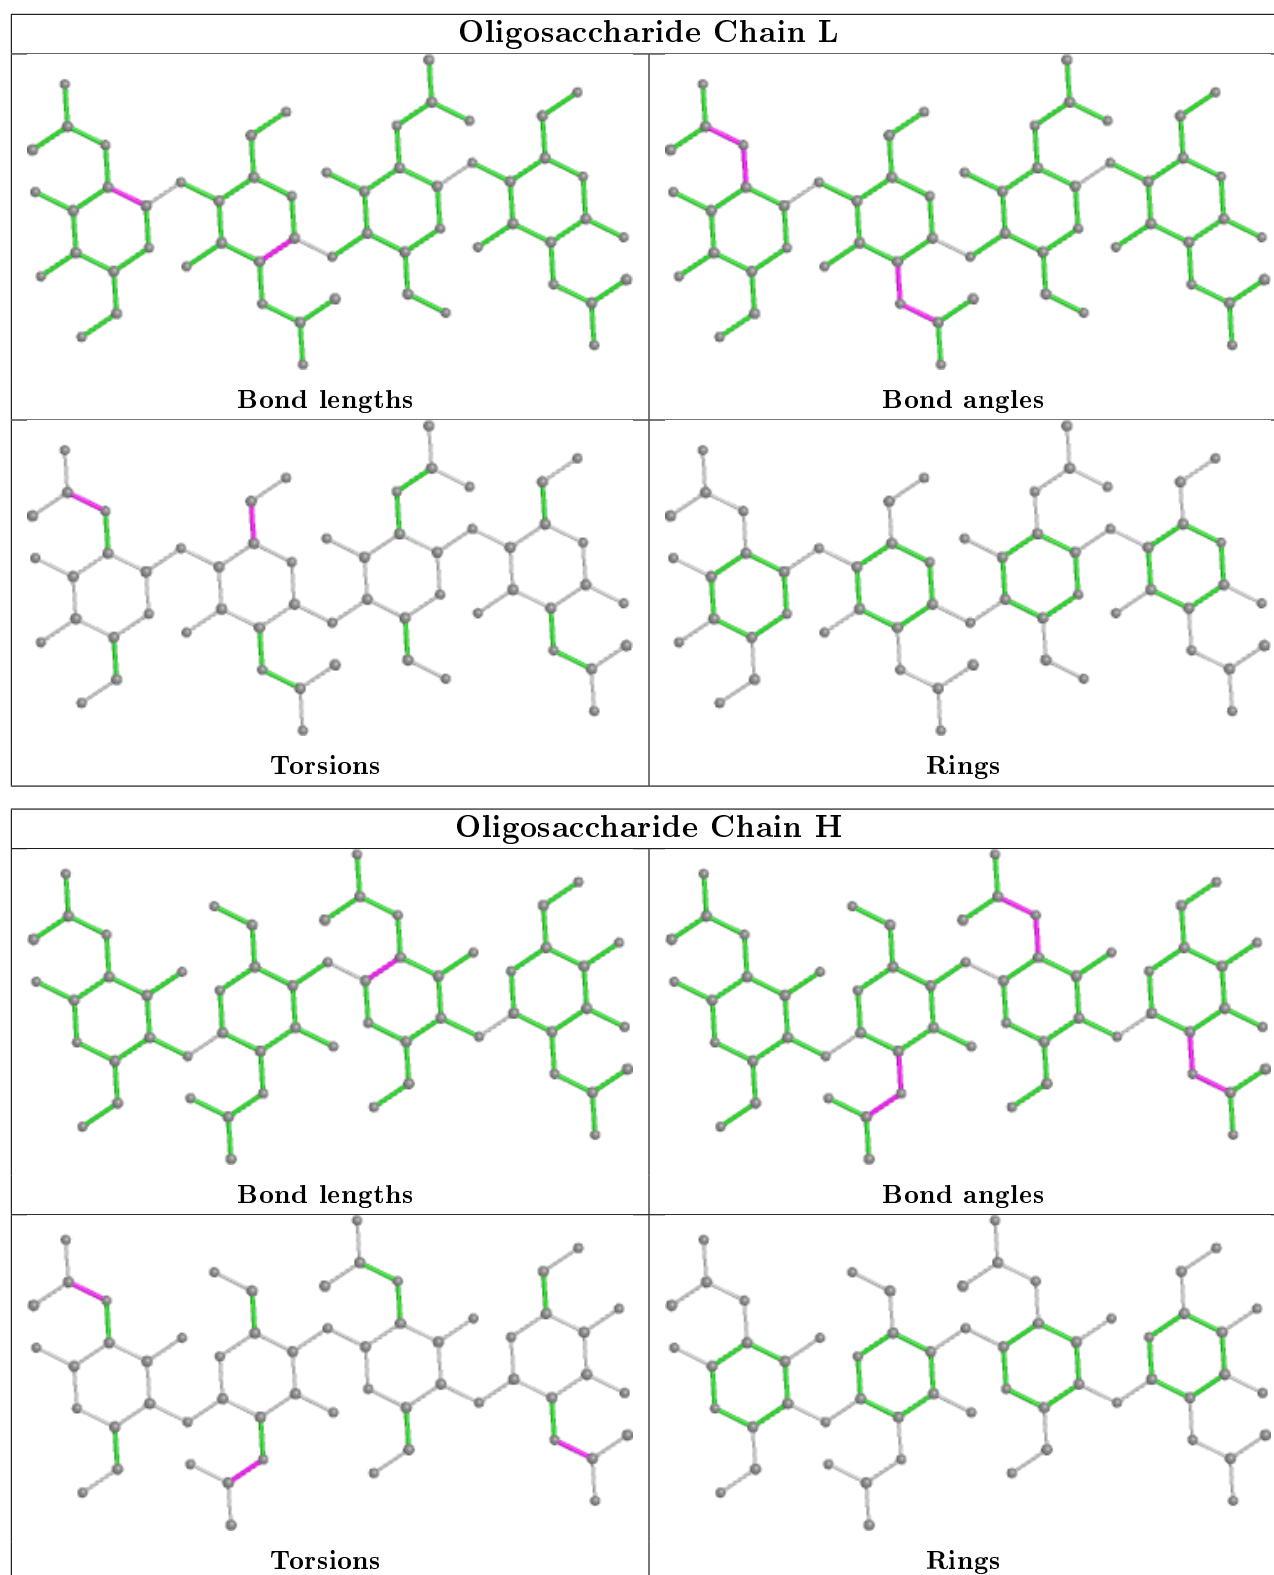 Oligosaccharide Chain L
Bond lengths
Bond angles
Torsions
Rings
Oligosaccharide Chain H
Bond lengths
Bond angles
Torsions
Rings